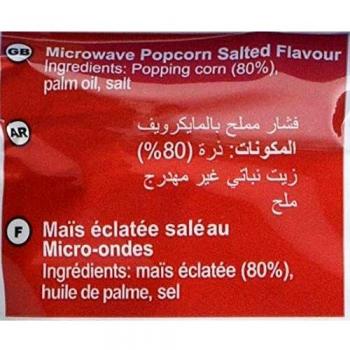 GB Microwave Popcorn Salted Flavour
Ingredients: Popping corn (80%),
palm oil, salt
AR فشار مملح بالمايكرويف
المكونات: ذرة (80%)
زيت نباتي غير مهدرج
ملح
F Maïs éclatée salé au
Micro-ondes
Ingrédients: maïs éclatée (80%),
huile de palme, sel